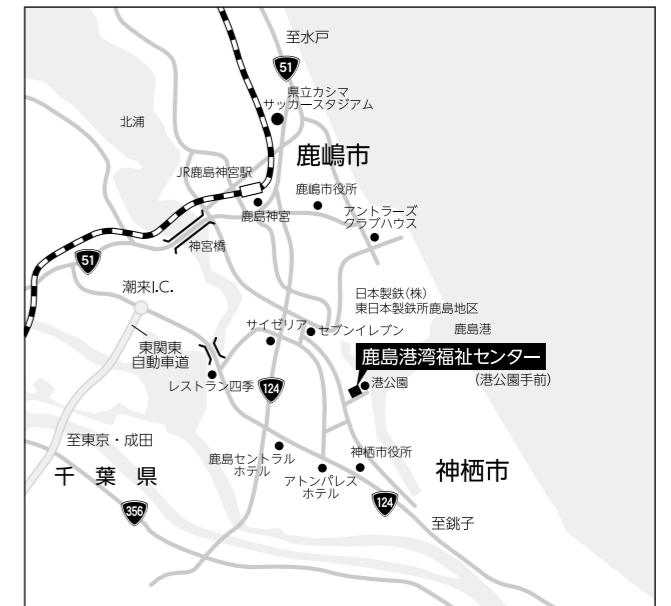 至水戸
51
県立カシマ
サッカースタジアム
北浦
鹿嶋市
JR鹿島神宮駅
鹿嶋市役所
鹿島神宮
アントラーズ
クラブハウス
神宮橋
51
潮来I.C.
日本製鉄(株)
東日本製鉄所鹿島地区
サイゼリア
セブンイレブン
鹿島港
東関東
自動車道
鹿島港湾福祉センター
レストラン四季
124
港公園
(港公園手前)
至東京・成田
千葉県
鹿島セントラル
ホテル
神栖市役所
神栖市
アトンパレス
ホテル
124
356
至銚子